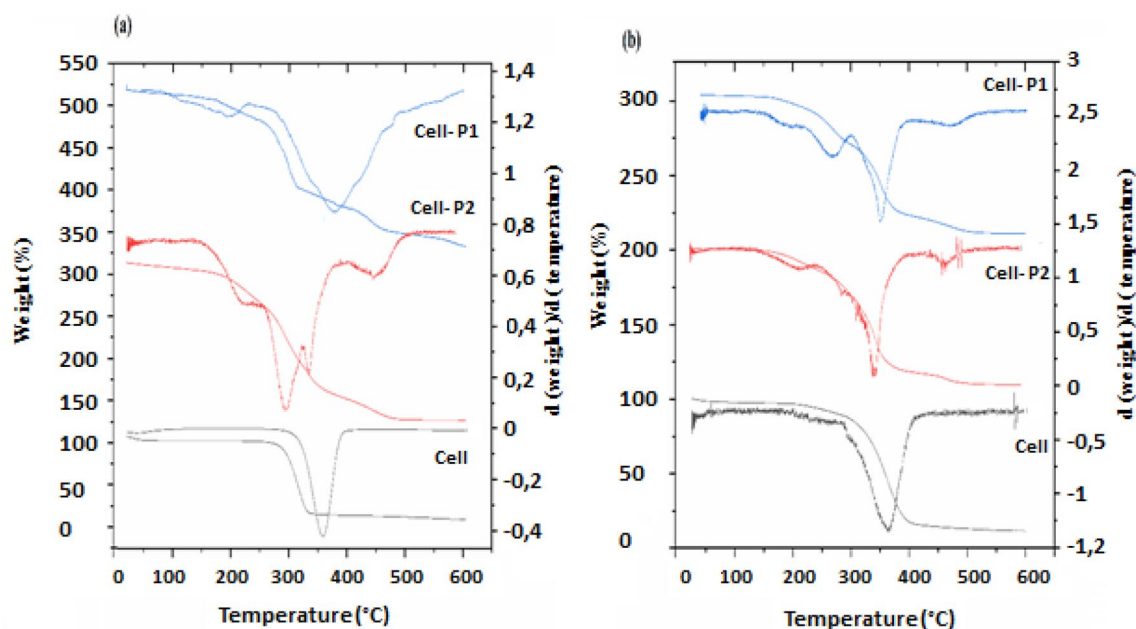 (a)
550
500
450
400
350
300
250
200
150
100
50
0
Weight (%)
1,4
1,2
1
0,8
0,6
0,4
0,2
0
-0,2
-0,4
d (weight)/d ( temperature)
Cell- P1
Cell- P2
Cell
0 100 200 300 400 500 600
Temperature (°C)
(b)
300
250
200
150
100
50
0
Weight (%)
3
2,5
2
1,5
1
0,5
0
-0,5
-1
-1,2
d (weight)/d ( temperature)
Cell- P1
Cell- P2
Cell
0 100 200 300 400 500 600
Temperature (°C)